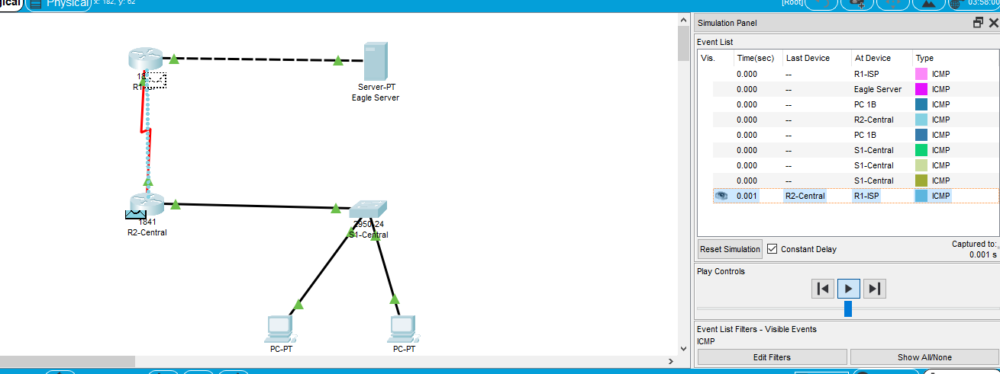 Physical
x: 182, y: 62
[Root]
03:58:00
Simulation Panel
Event List
Vis. Time(sec) Last Device At Device Type
0.000 -- R1-ISP ICMP
0.000 -- Eagle Server ICMP
0.000 -- PC 1B ICMP
0.000 -- R2-Central ICMP
0.000 -- PC 1B ICMP
0.000 -- S1-Central ICMP
0.000 -- S1-Central ICMP
0.000 -- S1-Central ICMP
0.001 R2-Central R1-ISP ICMP
Reset Simulation Constant Delay Captured to:
0.001 s
Play Controls
Event List Filters - Visible Events
ICMP
Edit Filters Show All/None
Server-PT
Eagle Server
1841
R2-Central
2950-24
S1-Central
PC-PT
PC-PT